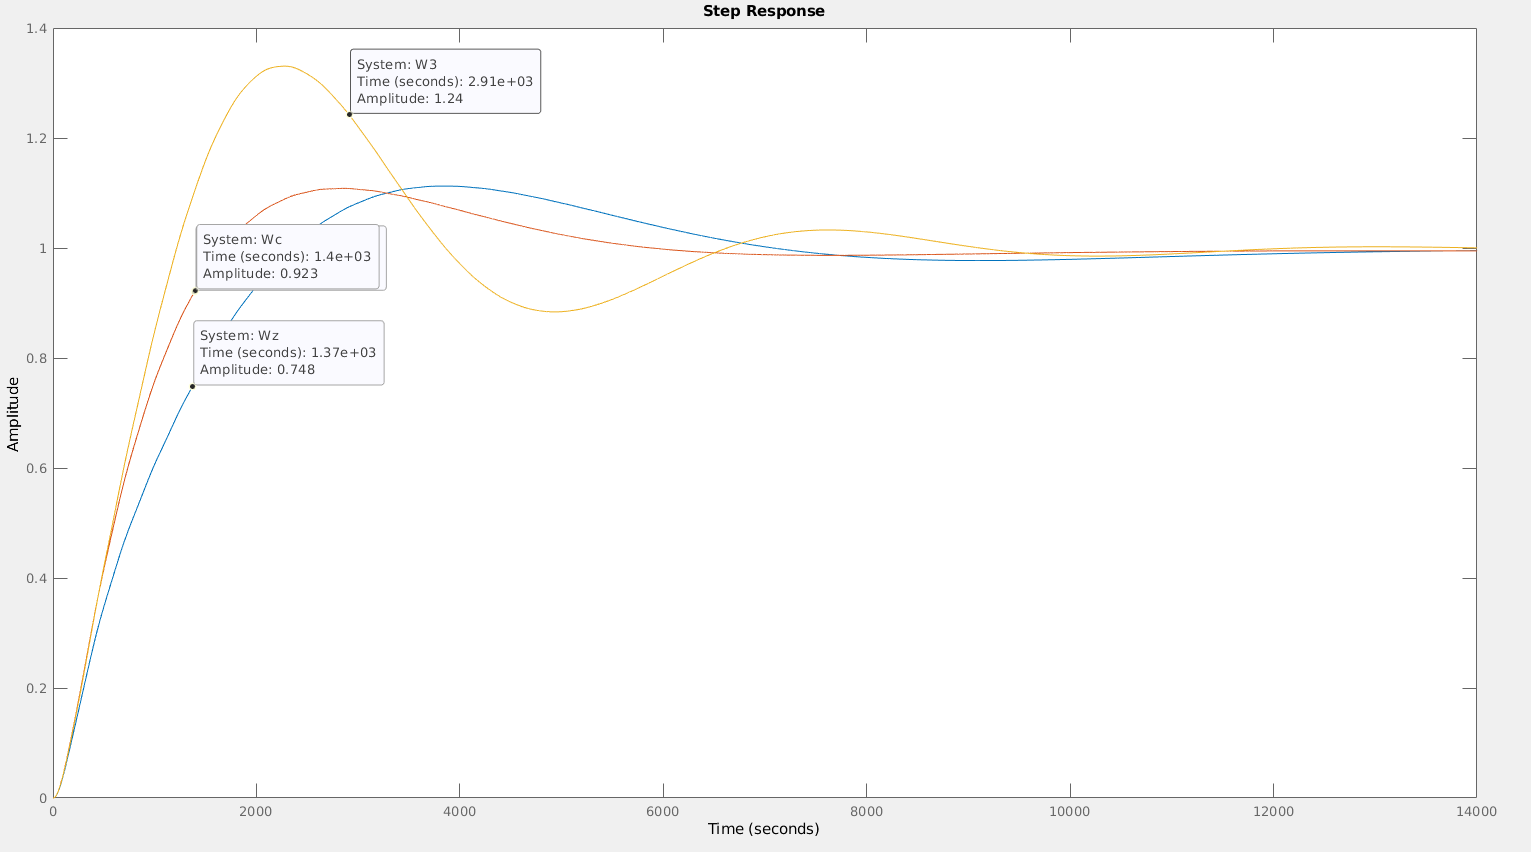 Step Response
1.4
System: W3
Time (seconds): 2.91e+03
Amplitude: 1.24
1.2
System: Wc
Time (seconds): 1.4e+03
Amplitude: 0.923
1
System: Wz
Time (seconds): 1.37e+03
Amplitude: 0.748
0.8
0.6
0.4
0.2
0
Amplitude
0 2000 4000 6000 8000 10000 12000 14000
Time (seconds)